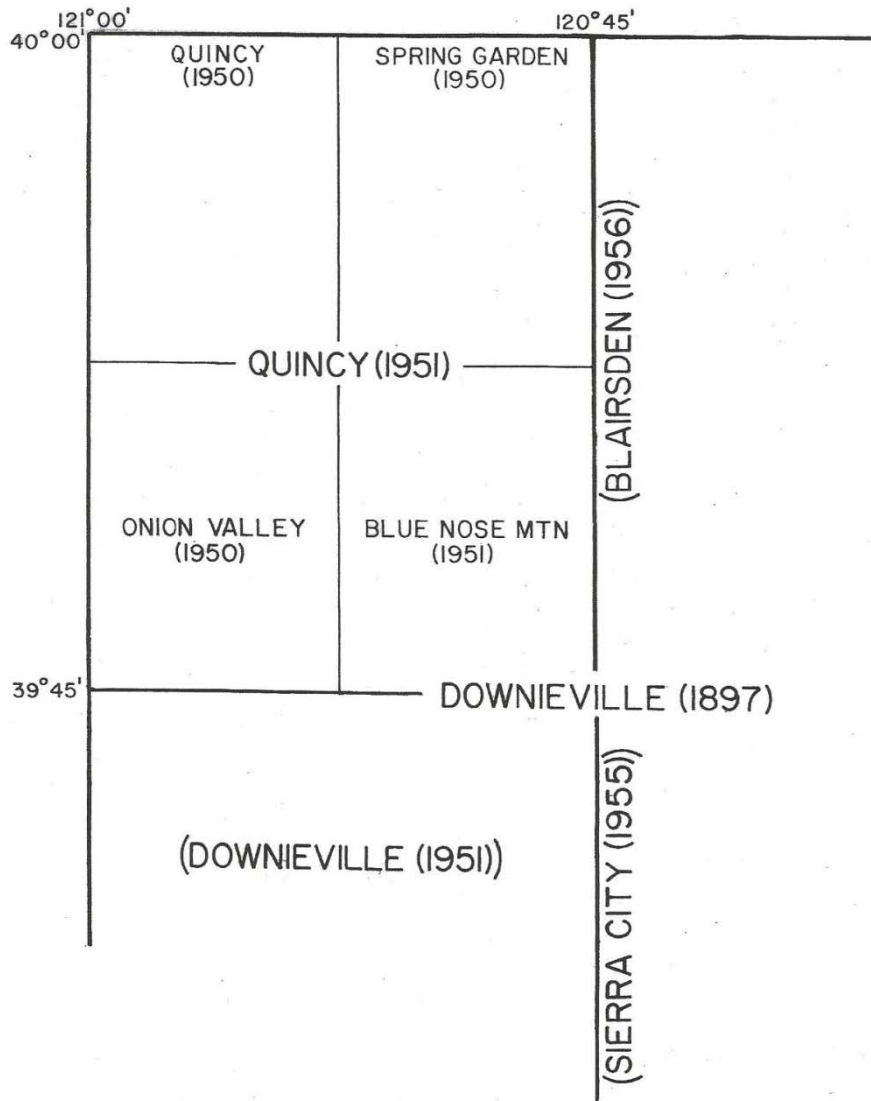 121°00'
120°45'
40°00'
QUINCY
(1950)
SPRING GARDEN
(1950)
(BLAIRSDEN (1956))
QUINCY (1951)
ONION VALLEY
(1950)
BLUE NOSE MTN
(1951)
39°45'
DOWNIEVILLE (1897)
(DOWNIEVILLE (1951))
(SIERRA CITY (1955))